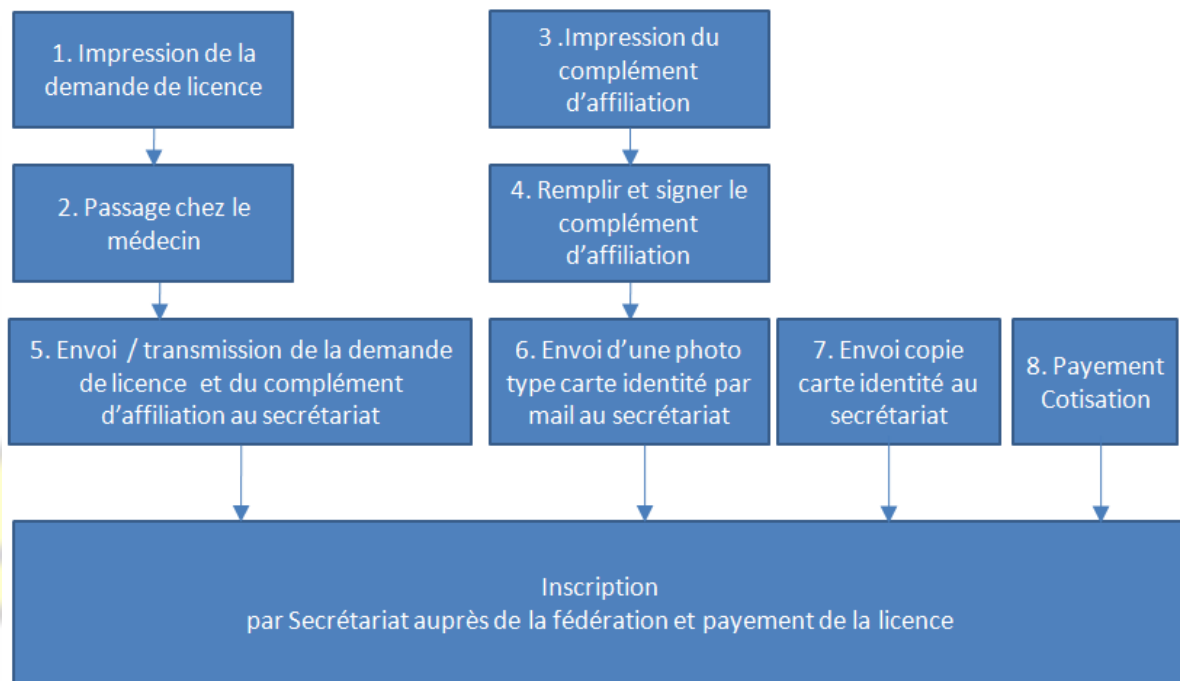 1. Impression de la
demande de licence
3 .Impression du
complément
d’affiliation
2. Passage chez le
médecin
4. Remplir et signer le
complément
d’affiliation
5. Envoi / transmission de la demande
de licence et du complément
d’affiliation au secrétariat
6. Envoi d’une photo
type carte identité par
mail au secrétariat
7. Envoi copie
carte identité au
secrétariat
8. Payement
Cotisation
Inscription
par Secrétariat auprès de la fédération et payement de la licence